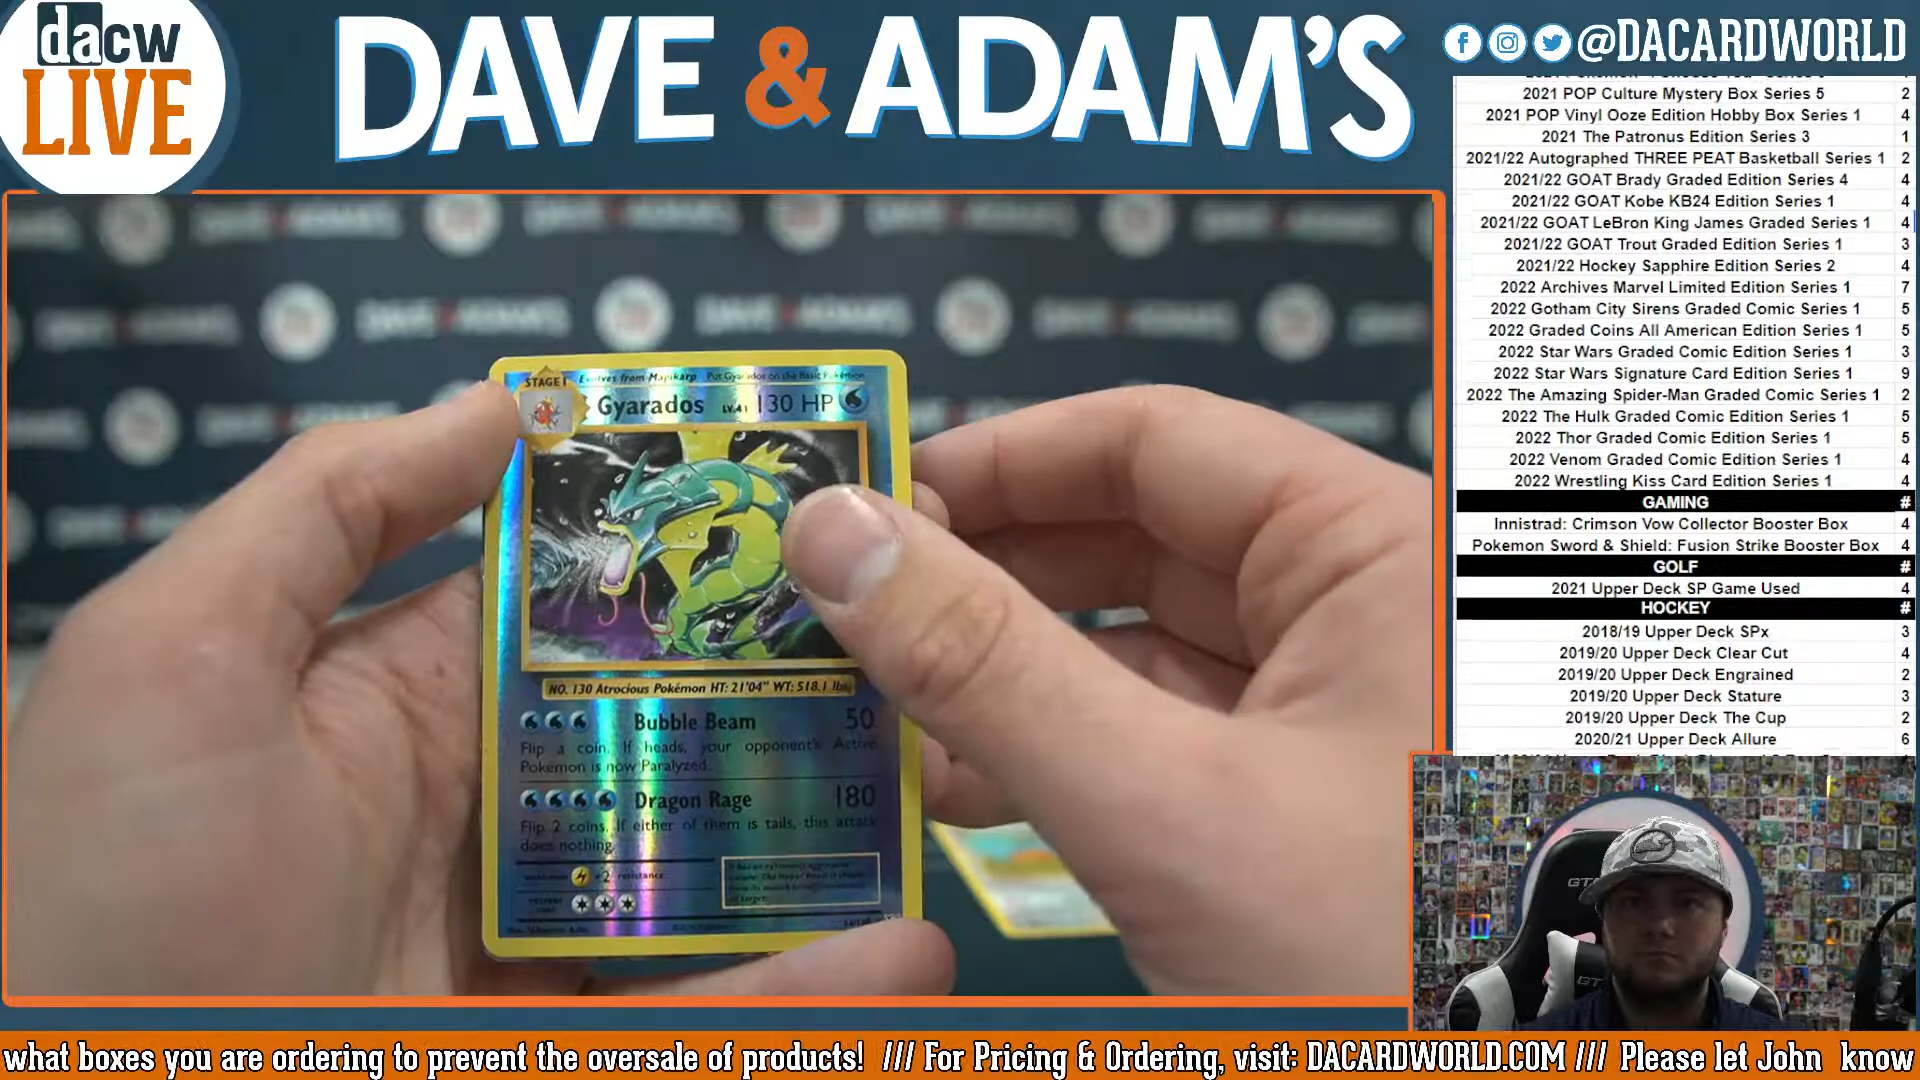 dacw
LIVE
DAVE & ADAM'S
@DACARDWORLD
2021 POP Culture Mystery Box Series 5 2
2021 POP Vinyl Ooze Edition Hobby Box Series 1 4
2021 The Patronus Edition Series 3 1
2021/22 Autographed THREE PEAT Basketball Series 1 2
2021/22 GOAT Brady Graded Edition Series 4 4
2021/22 GOAT Kobe KB24 Edition Series 1 4
2021/22 GOAT LeBron King James Graded Series 1 4
2021/22 GOAT Trout Graded Edition Series 1 3
2021/22 Hockey Sapphire Edition Series 2 4
2022 Archives Marvel Limited Edition Series 1 7
2022 Gotham City Sirens Graded Comic Series 1 5
2022 Graded Coins All American Edition Series 1 5
2022 Star Wars Graded Comic Edition Series 1 3
2022 Star Wars Signature Card Edition Series 1 9
2022 The Amazing Spider-Man Graded Comic Series 1 2
2022 The Hulk Graded Comic Edition Series 1 5
2022 Thor Graded Comic Edition Series 1 5
2022 Venom Graded Comic Edition Series 1 4
2022 Wrestling Kiss Card Edition Series 1 4
GAMING #
Innistrad: Crimson Vow Collector Booster Box 4
Pokemon Sword & Shield: Fusion Strike Booster Box 4
GOLF #
2021 Upper Deck SP Game Used 4
HOCKEY #
2018/19 Upper Deck SPx 3
2019/20 Upper Deck Clear Cut 4
2019/20 Upper Deck Engrained 2
2019/20 Upper Deck Stature 3
2019/20 Upper Deck The Cup 2
2020/21 Upper Deck Allure 6
STAGE 1 Evolves from Magikarp Put Gyarados on the Basic Pokémon
Gyarados LV.41 130 HP
NO. 130 Atrocious Pokémon HT: 21'04" WT: 518.1 lbs.
Bubble Beam 50
Flip a coin. If heads, your opponent's Active
Pokémon is now Paralyzed.
Dragon Rage 180
Flip 2 coins. If either of them is tails, this attack
does nothing.
weakness ×2 resistance
retreat
cost
what boxes you are ordering to prevent the oversale of products! /// For Pricing & Ordering, visit: DACARDWORLD.COM /// Please let John know